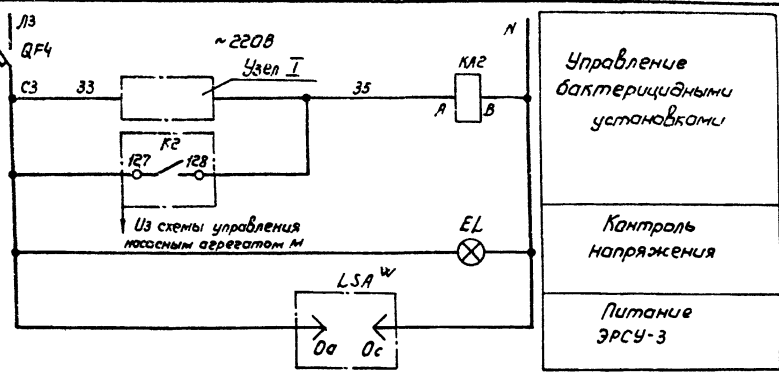 Л3
N
QF4
~220В
Узел I
КЛ2
С3 33
35
А В
К2
127 128
Из схемы управления
насосным агрегатом М
EL
LSA W
Оа Ос
Управление
бактерицидными
установками
Контроль
напряжения
Питание
ЭРСУ-3